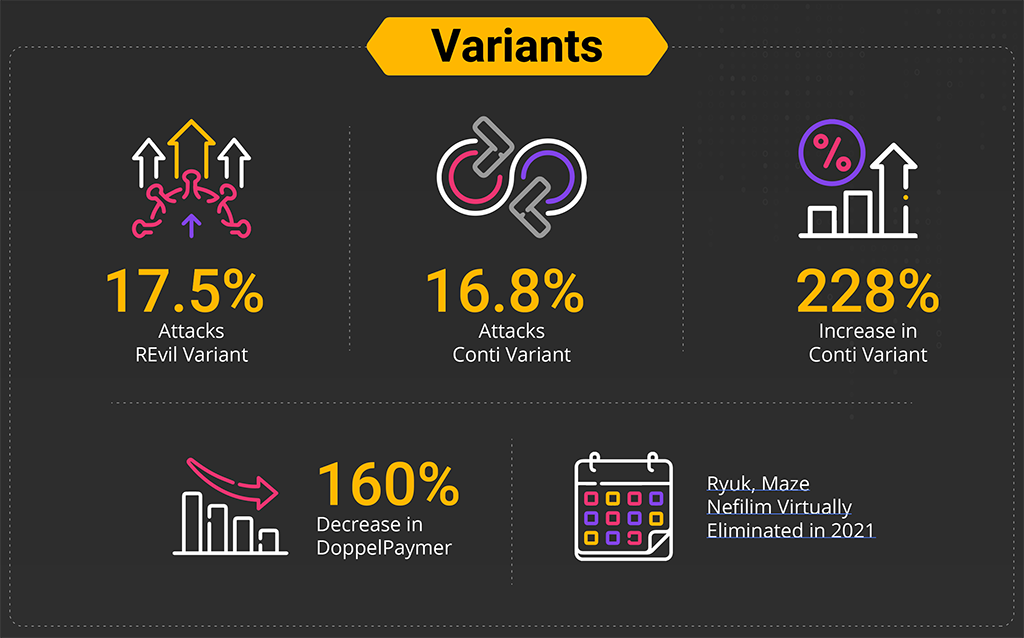 Variants
17.5%
Attacks
REvil Variant
16.8%
Attacks
Conti Variant
228%
Increase in
Conti Variant
160%
Decrease in
DoppelPaymer
Ryuk, Maze
Nefilim Virtually
Eliminated in 2021